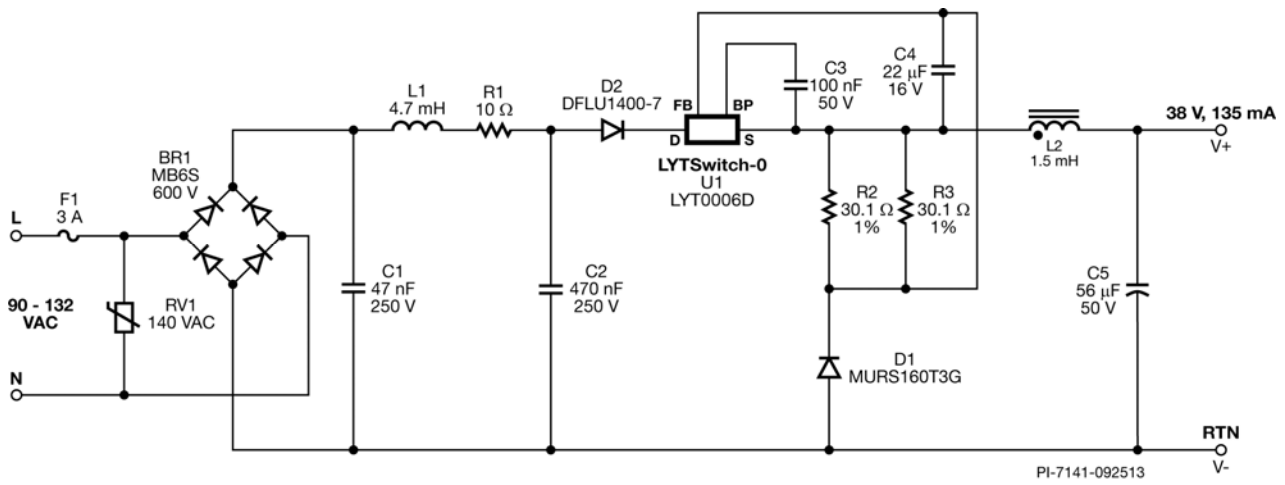 L
F1
3 A
90 - 132
VAC
N
RV1
140 VAC
BR1
MB6S
600 V
C1
47 nF
250 V
L1
4.7 mH
R1
10 Ω
C2
470 nF
250 V
D2
DFLU1400-7
FB
BP
D
S
LYTSwitch-0
U1
LYT0006D
C3
100 nF
50 V
C4
22 μF
16 V
R2
30.1 Ω
1%
R3
30.1 Ω
1%
D1
MURS160T3G
L2
1.5 mH
38 V, 135 mA
V+
C5
56 μF
50 V
RTN
V-
PI-7141-092513